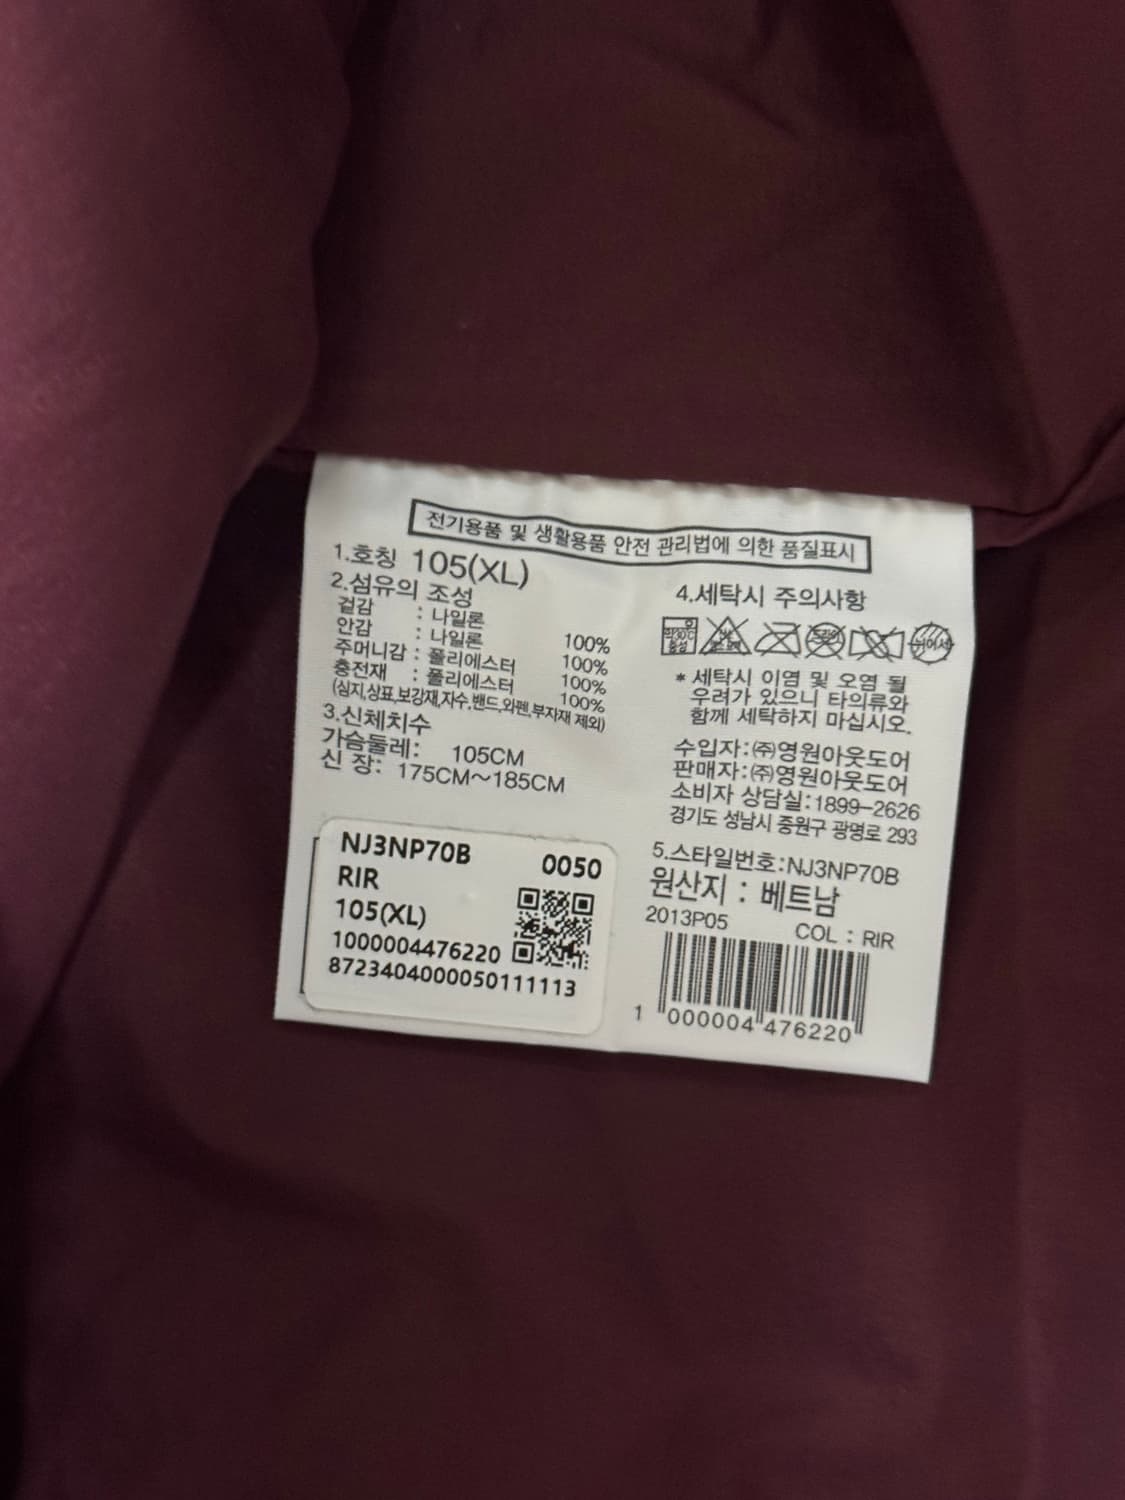 전기용품 및 생활용품 안전 관리법에 의한 품질표시
1.호칭 105(XL)
2.섬유의 조성
겉감 : 나일론 100%
안감 : 나일론 100%
주머니감 : 폴리에스터 100%
충전재 : 폴리에스터 100%
(심지,상표,보강재,자수,밴드,와펜,부자재 제외)
3.신체치수
가슴둘레: 105CM
신 장: 175CM~185CM
NJ3NP70B 0050
RIR
105(XL)
1000004476220
8723404000050111113
4.세탁시 주의사항
약30℃
중성
드라이
* 세탁시 이염 및 오염 될
우려가 있으니 타의류와
함께 세탁하지 마십시오.
수입자:㈜영원아웃도어
판매자:㈜영원아웃도어
소비자 상담실:1899-2626
경기도 성남시 중원구 광명로 293
5.스타일번호:NJ3NP70B
원산지 : 베트남
2013P05 COL : RIR
1 000004 476220